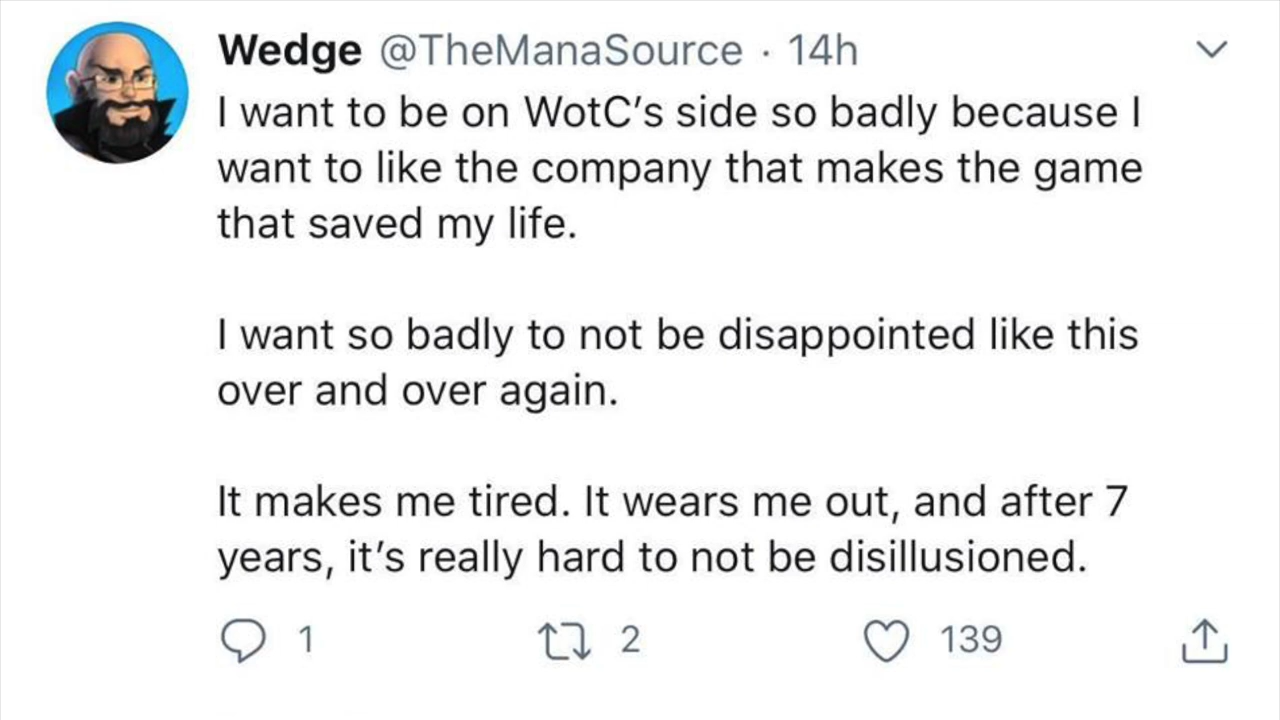 Wedge @TheManaSource · 14h
I want to be on WotC’s side so badly because I
want to like the company that makes the game
that saved my life.
I want so badly to not be disappointed like this
over and over again.
It makes me tired. It wears me out, and after 7
years, it’s really hard to not be disillusioned.
1 2 139